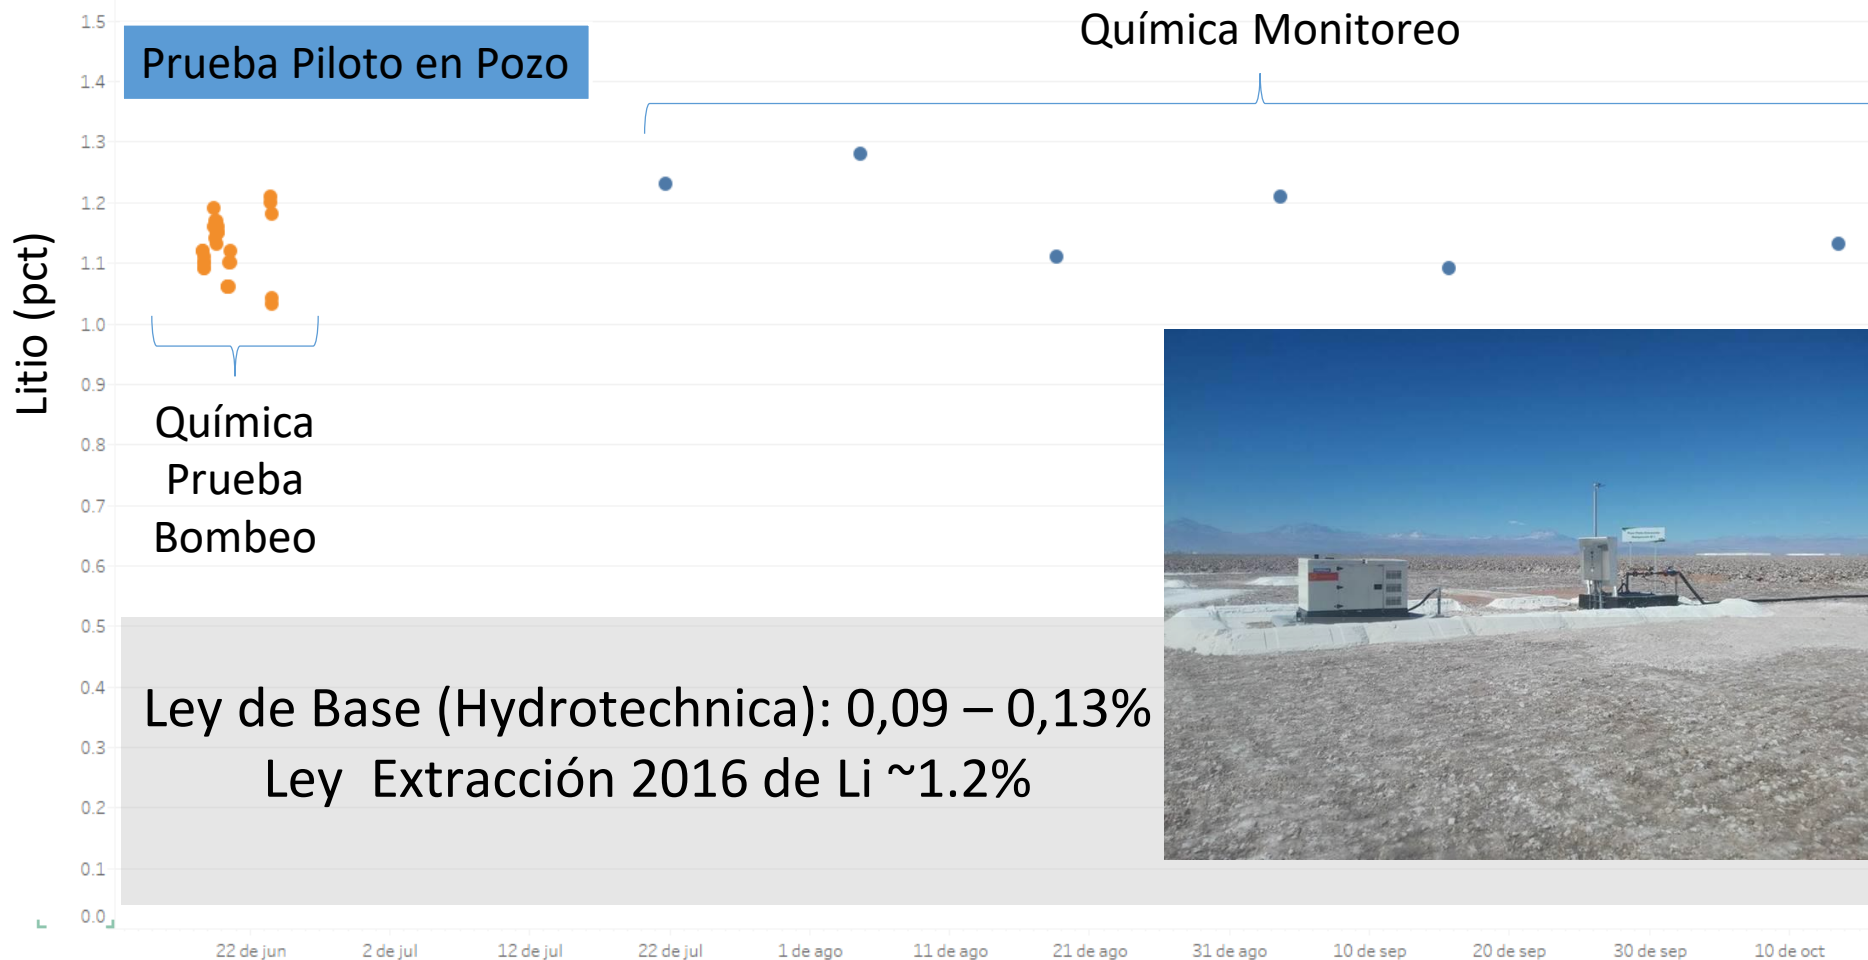 Química Monitoreo
Prueba Piloto en Pozo
Litio (pct)
1.5
1.4
1.3
1.2
1.1
1.0
0.9
0.8
0.7
0.6
0.5
0.4
0.3
0.2
0.1
0.0
Química
Prueba
Bombeo
Ley de Base (Hydrotechnica): 0,09 – 0,13%
Ley Extracción 2016 de Li ~1.2%
22 de jun
2 de jul
12 de jul
22 de jul
1 de ago
11 de ago
21 de ago
31 de ago
10 de sep
20 de sep
30 de sep
10 de oct